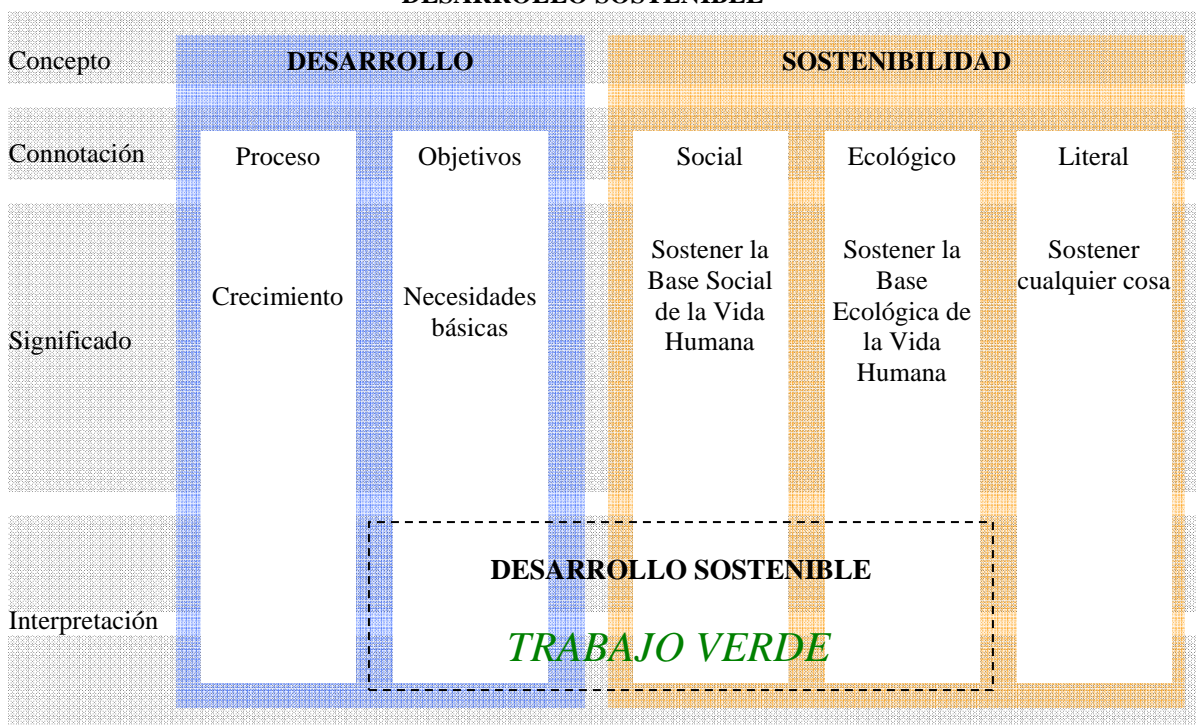 DESARROLLO SOSTENIBLE
Concepto
DESARROLLO
SOSTENIBILIDAD
Connotación
Proceso
Objetivos
Social
Ecológico
Literal
Significado
Crecimiento
Necesidades
básicas
Sostener la
Base Social
de la Vida
Humana
Sostener la
Base
Ecológica de
la Vida
Humana
Sostener
cualquier cosa
Interpretación
DESARROLLO SOSTENIBLE
TRABAJO VERDE